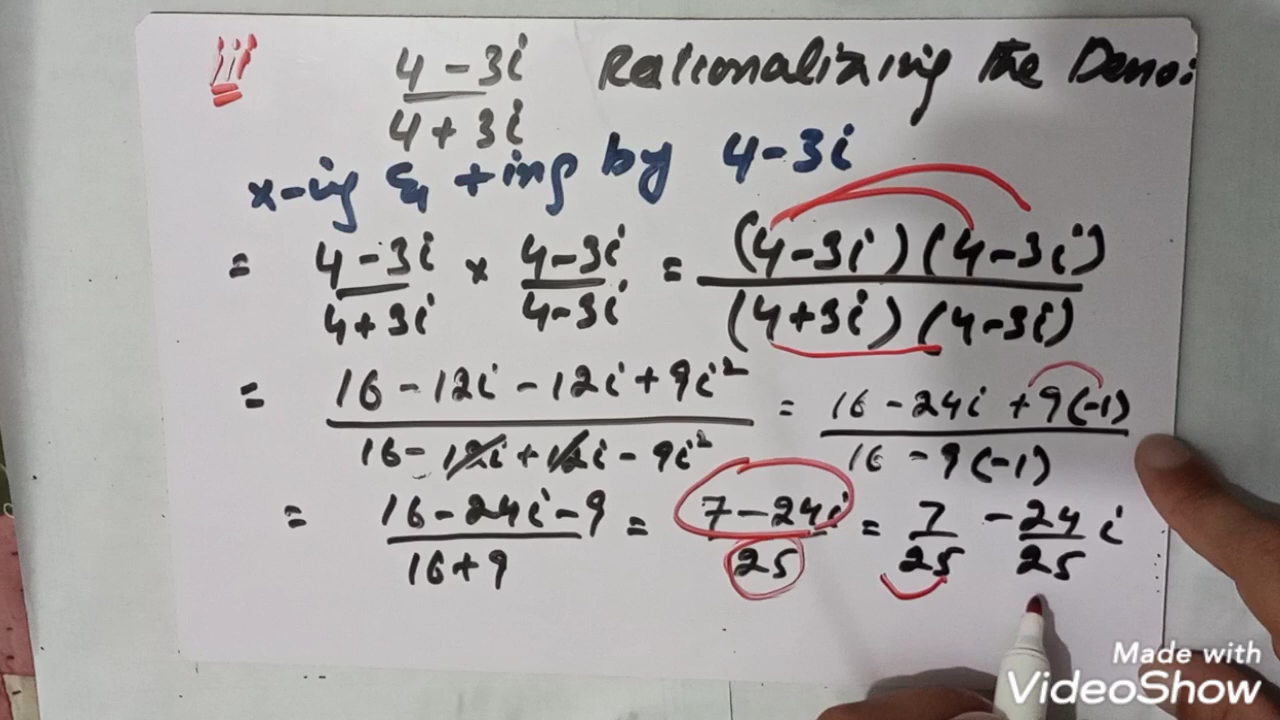 iii 4 - 3i Rationalizing the Deno:
4 + 3i
x-ing & ÷ing by 4-3i
= 4-3i / 4+3i × 4-3i / 4-3i = (4-3i)(4-3i) / (4+3i)(4-3i)
= 16 - 12i - 12i + 9i² / 16 - 12i + 12i - 9i² = 16 - 24i + 9(-1) / 16 - 9(-1)
= 16 - 24i - 9 / 16 + 9 = 7 - 24i / 25 = 7/25 - 24/25 i
Made with
VideoShow